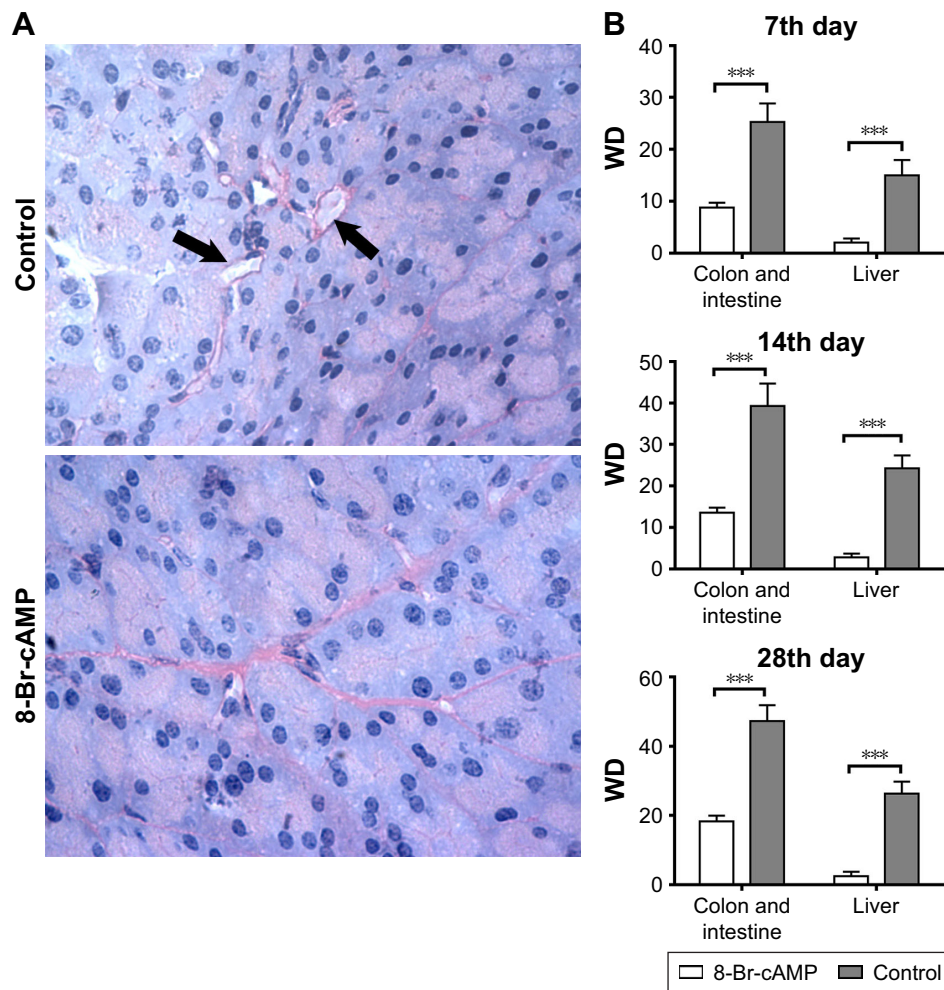 A
Control
8-Br-cAMP
B
7th day
40
30
20
10
0
WD
***
***
Colon and
intestine
Liver
14th day
50
40
30
20
10
0
WD
***
***
Colon and
intestine
Liver
28th day
60
40
20
0
WD
***
***
Colon and
intestine
Liver
8-Br-cAMP
Control